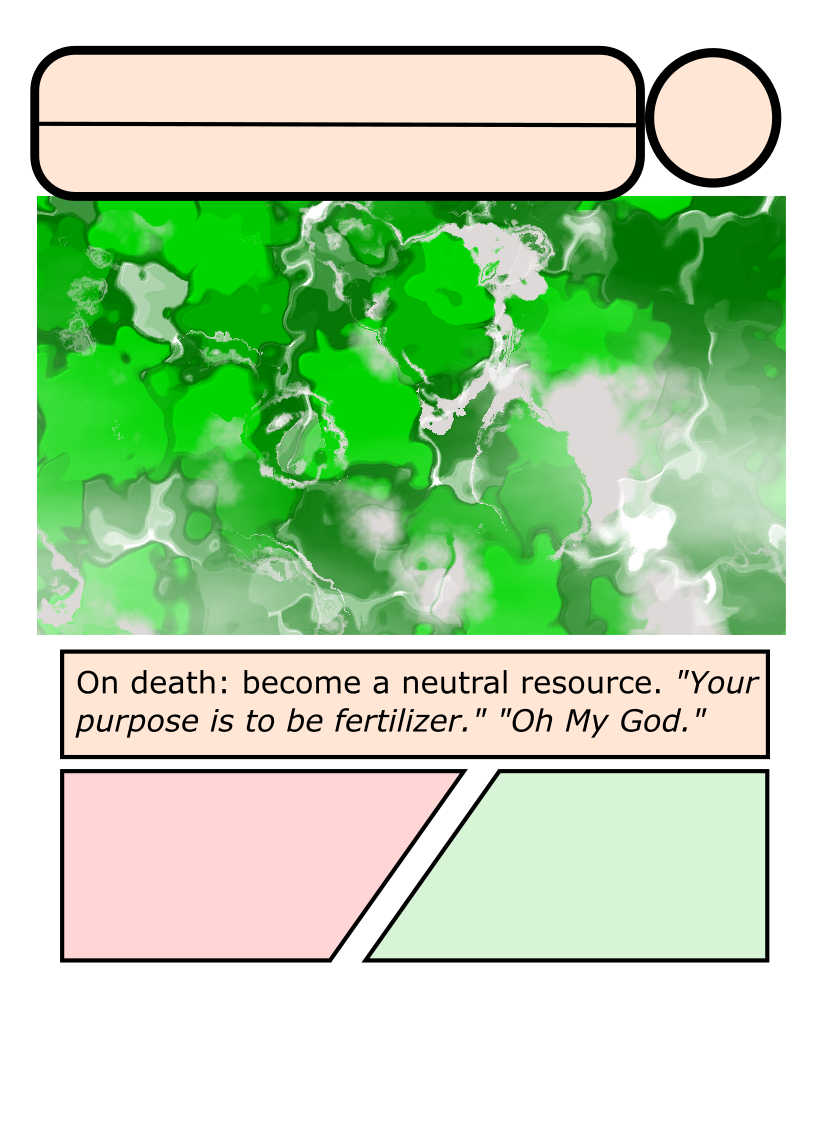 On death: become a neutral resource. "Your
purpose is to be fertilizer." "Oh My God."